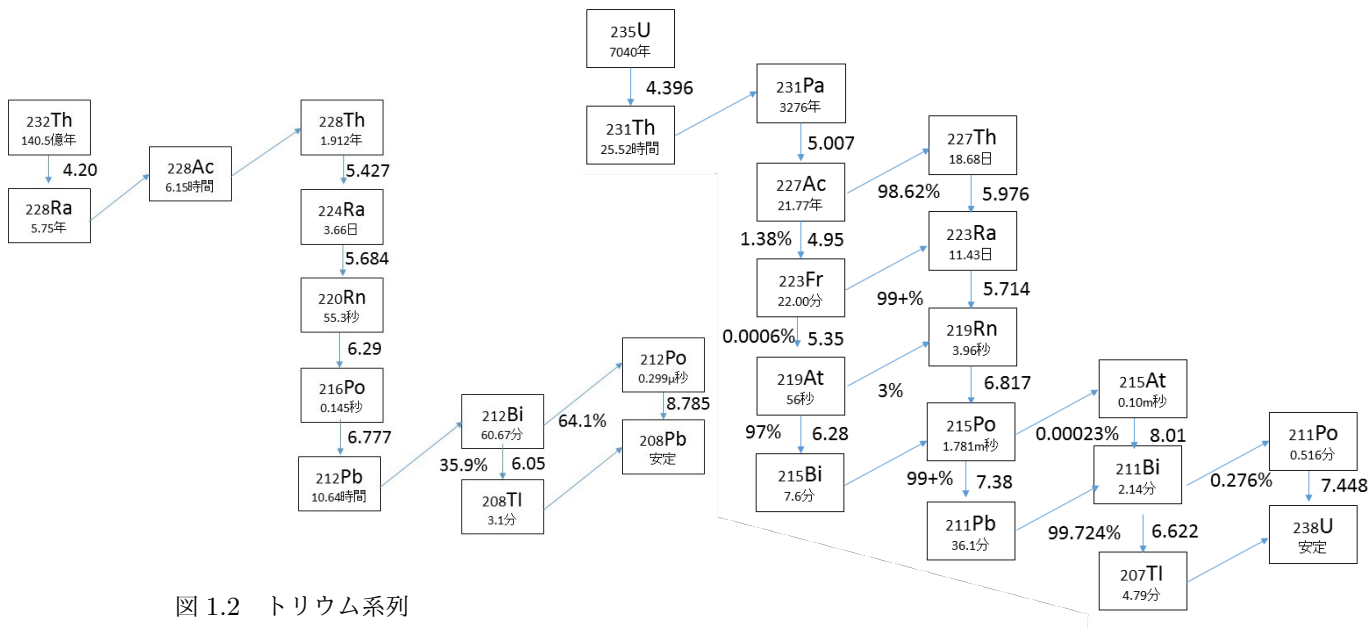 232Th
140.5億年
4.20
228Ra
5.75年
228Ac
6.15時間
228Th
1.912年
5.427
224Ra
3.66日
5.684
220Rn
55.3秒
6.29
216Po
0.145秒
6.777
212Pb
10.64時間
212Bi
60.67分
64.1%
35.9%
6.05
208Tl
3.1分
212Po
0.299μ秒
8.785
208Pb
安定
235U
7040年
4.396
231Th
25.52時間
231Pa
3276年
5.007
227Ac
21.77年
98.62%
1.38%
4.95
223Fr
22.00分
99+%
0.0006%
5.35
219At
56秒
3%
97%
6.28
215Bi
7.6分
227Th
18.68日
5.976
223Ra
11.43日
5.714
219Rn
3.96秒
6.817
215Po
1.781m秒
0.00023%
99+%
7.38
211Pb
36.1分
215At
0.10m秒
8.01
211Bi
2.14分
0.276%
99.724%
6.622
207Tl
4.79分
211Po
0.516分
7.448
238U
安定
図 1.2 トリウム系列